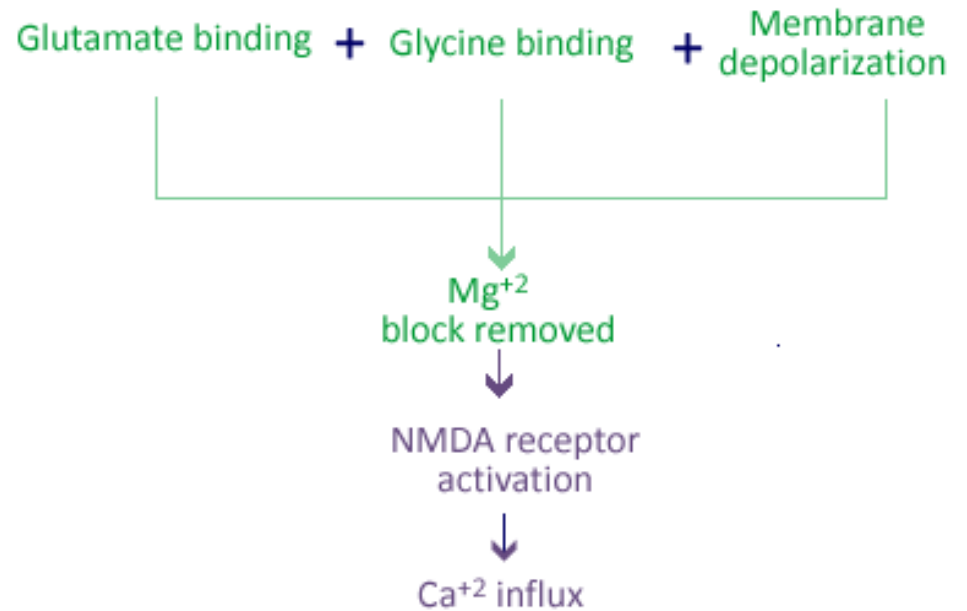 Glutamate binding + Glycine binding + Membrane
depolarization
Mg⁺²
block removed
NMDA receptor
activation
Ca⁺² influx